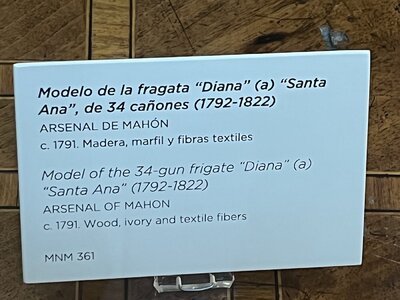 Modelo de la fragata "Diana" (a) "Santa
Ana", de 34 cañones (1792-1822)
ARSENAL DE MAHÓN
c. 1791. Madera, marfil y fibras textiles
Model of the 34-gun frigate "Diana" (a)
"Santa Ana" (1792-1822)
ARSENAL OF MAHON
c. 1791. Wood, ivory and textile fibers
MNM 361